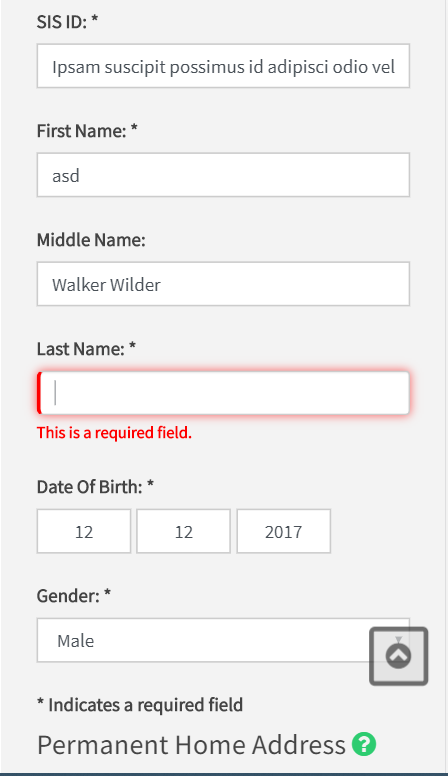 SIS ID: *
Ipsam suscipit possimus id adipisci odio vel
First Name: *
asd
Middle Name:
Walker Wilder
Last Name: *
This is a required field.
Date Of Birth: *
12 12 2017
Gender: *
Male
* Indicates a required field
Permanent Home Address ?